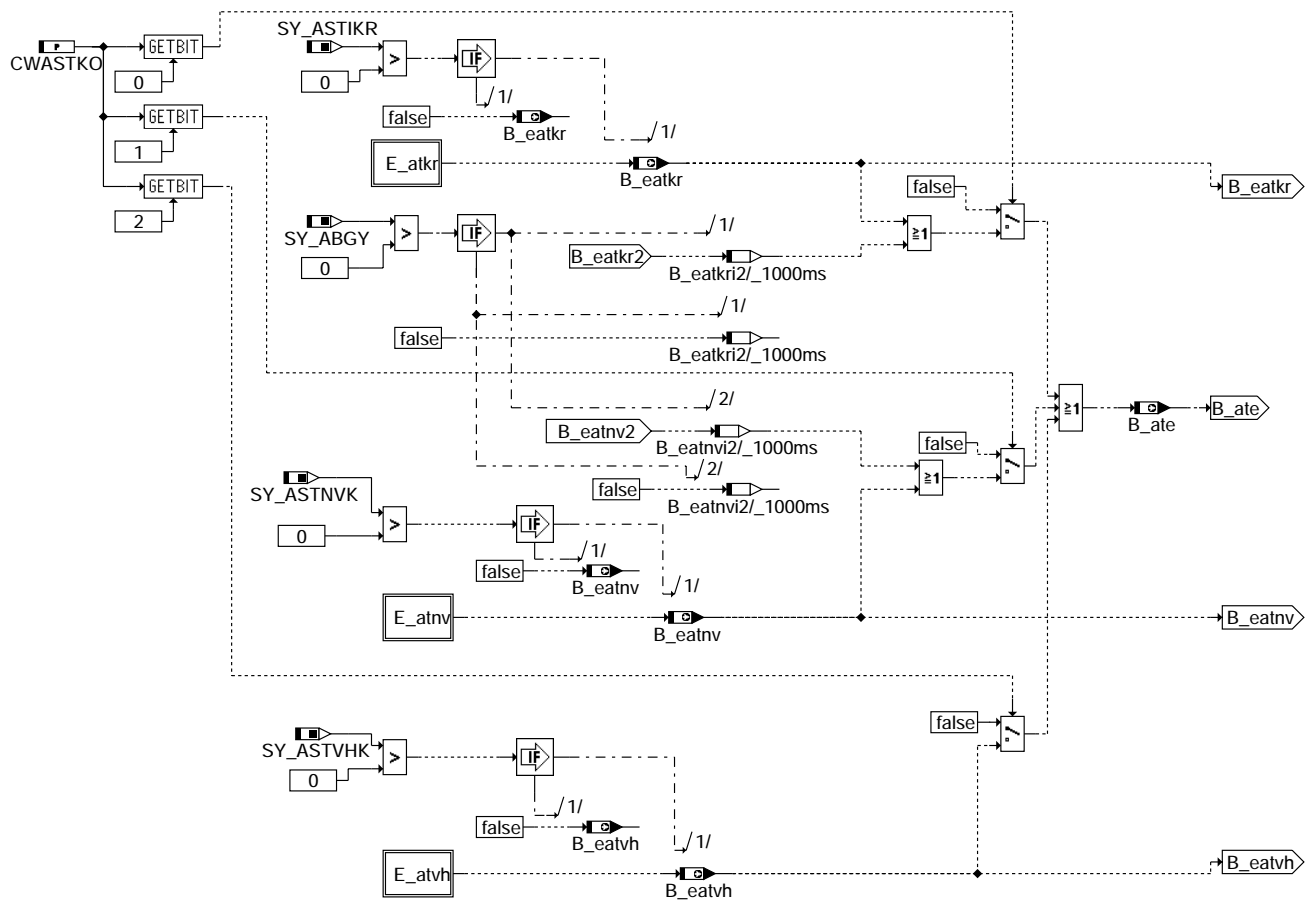 SY_ASTIKR
P
GETBIT
CWASTKO
>
IF
0
0
/1/
false
B_eatkr
GETBIT
/1/
1
E_atkr
B_eatkr
GETBIT
false
B_eatkr
2
SY_ABGY
>
IF
/1/
≧1
0
B_eatkr2
B_eatkri2/_1000ms
/1/
false
B_eatkri2/_1000ms
/2/
≧1
B_ate
B_ate
B_eatnv2
B_eatnvi2/_1000ms
false
/2/
SY_ASTNVK
false
B_eatnvi2/_1000ms
≧1
>
IF
0
/1/
false
B_eatnv
/1/
E_atnv
B_eatnv
B_eatnv
false
SY_ASTVHK
>
IF
0
/1/
false
B_eatvh
/1/
E_atvh
B_eatvh
B_eatvh